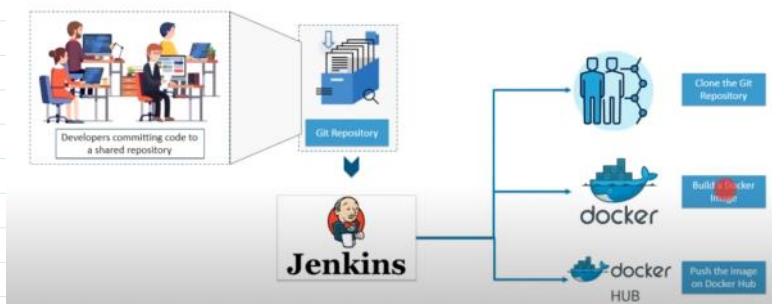 Developers committing code to
a shared repository
Git Repository
Jenkins
Clone the Git
Repository
docker
Build a Docker
Image
docker
HUB
Push the image
on Docker Hub